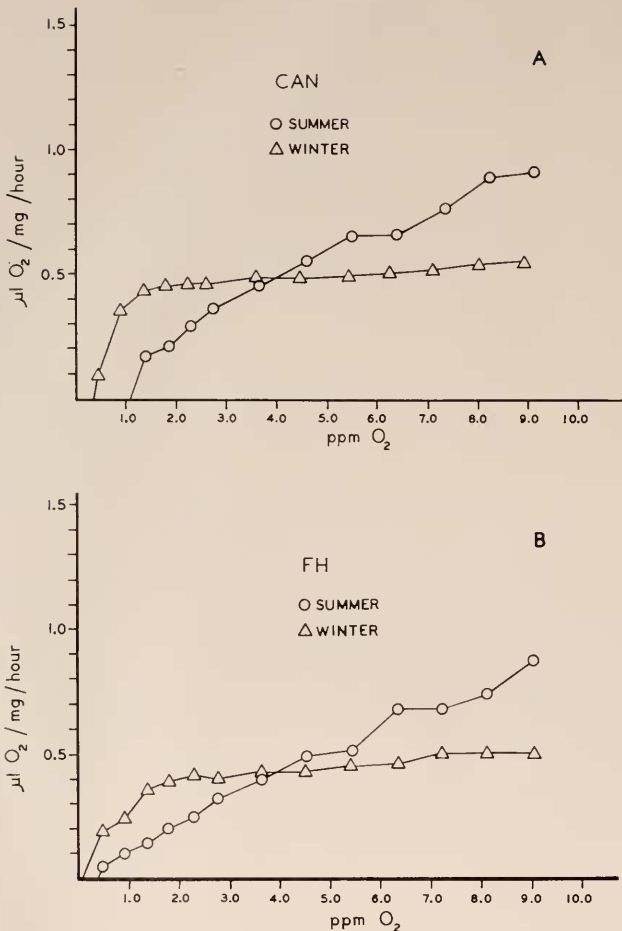 A
CAN
○ SUMMER
△ WINTER
µl O₂ / mg / hour
1.5
1.0
0.5
1.0 2.0 3.0 4.0 5.0 6.0 7.0 8.0 9.0 10.0
ppm O₂
B
FH
○ SUMMER
△ WINTER
µl O₂ / mg / hour
1.5
1.0
0.5
1.0 2.0 3.0 4.0 5.0 6.0 7.0 8.0 9.0 10.0
ppm O₂